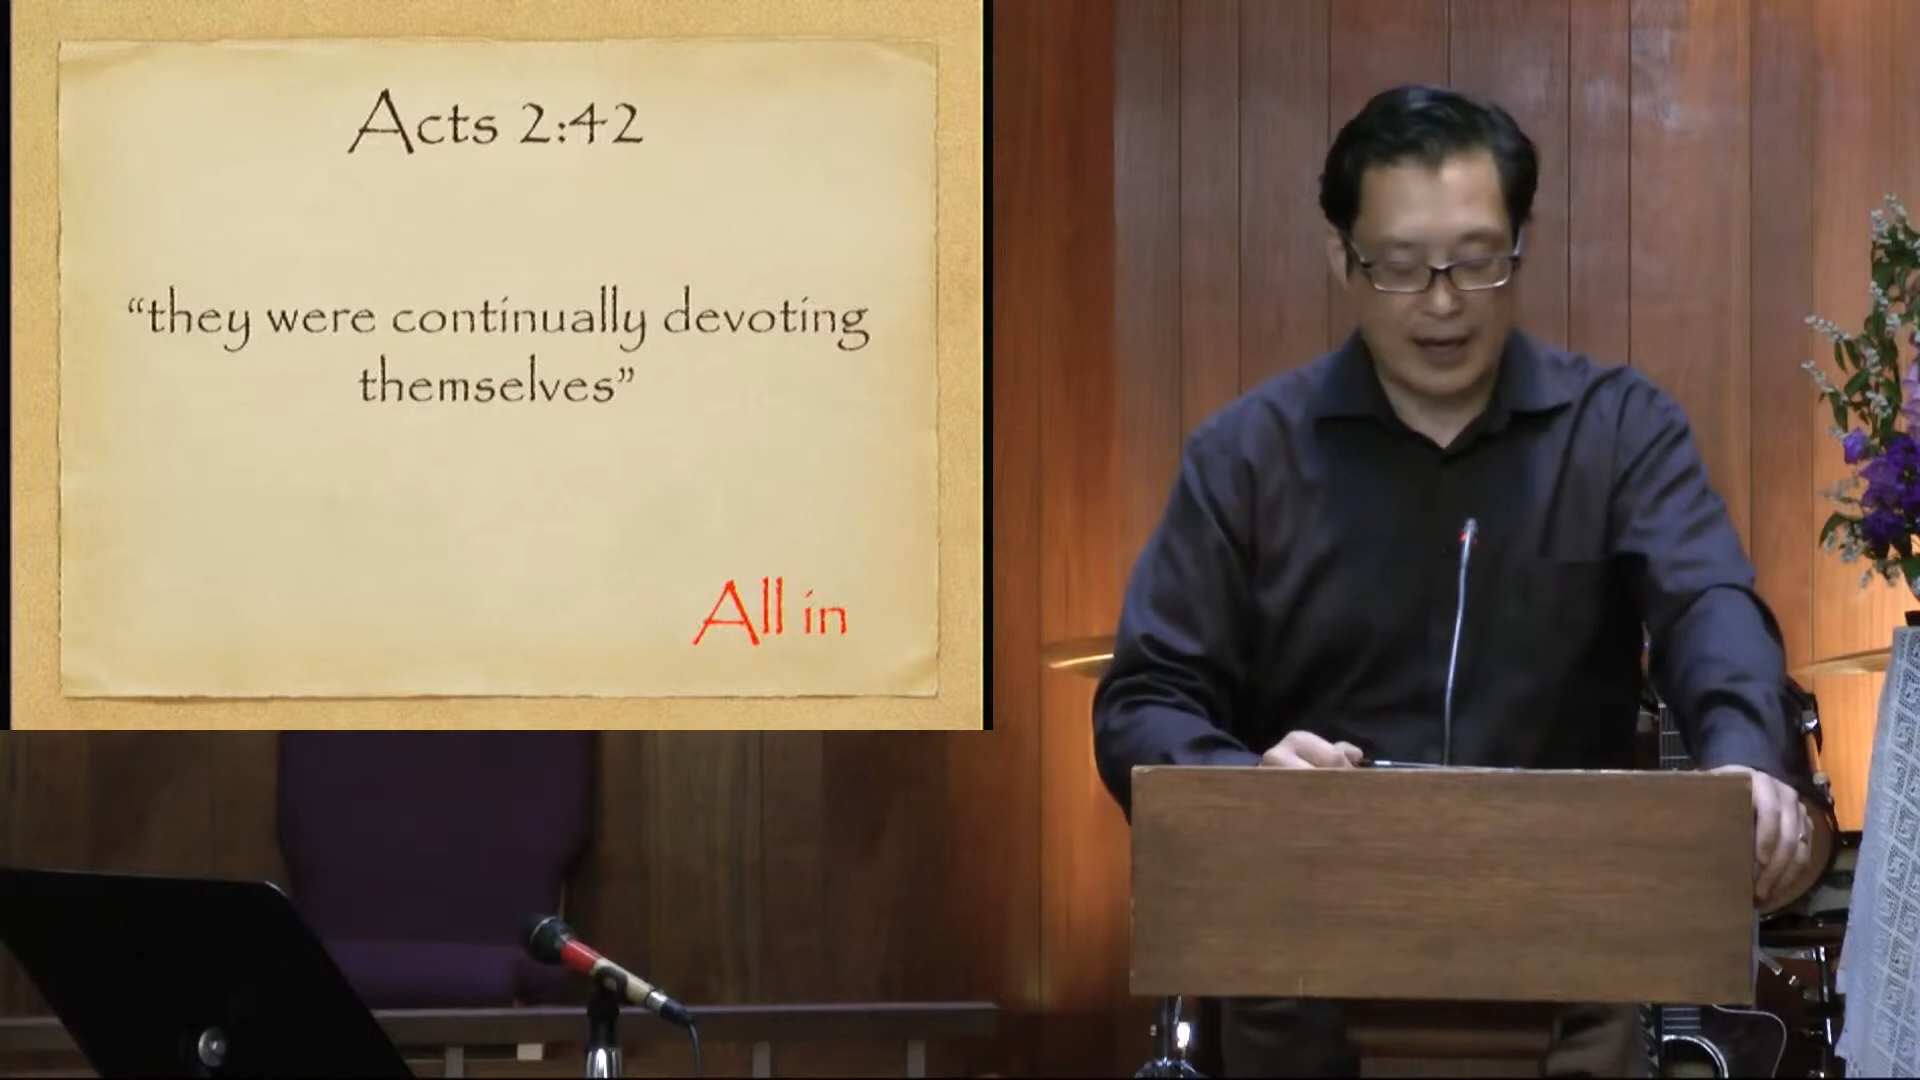 Acts 2:42
“they were continually devoting
themselves”
All in